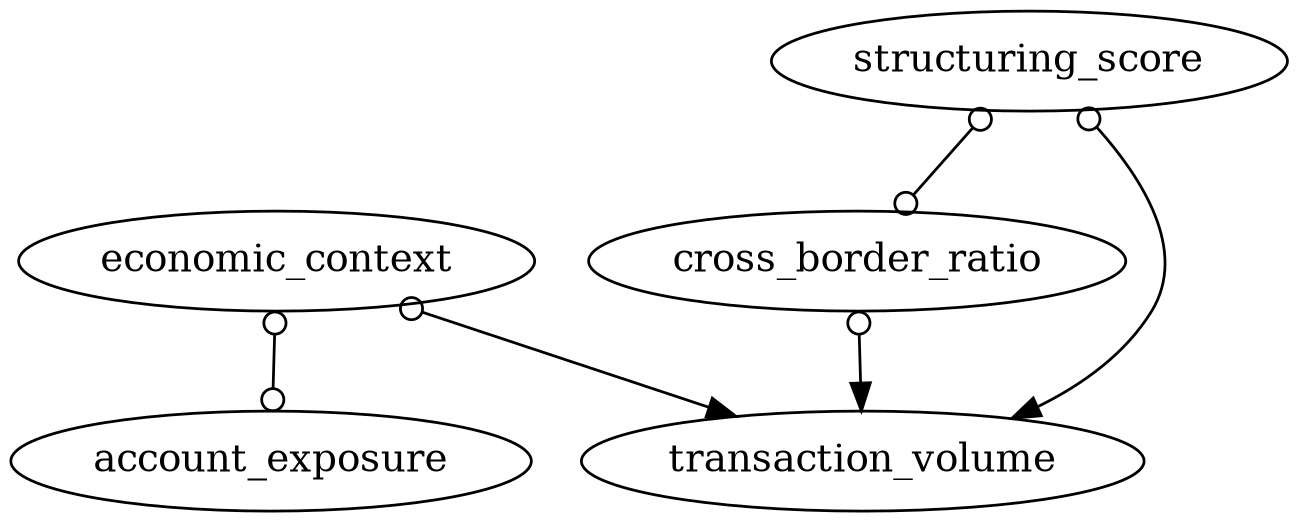 structuring_score
economic_context
cross_border_ratio
account_exposure
transaction_volume